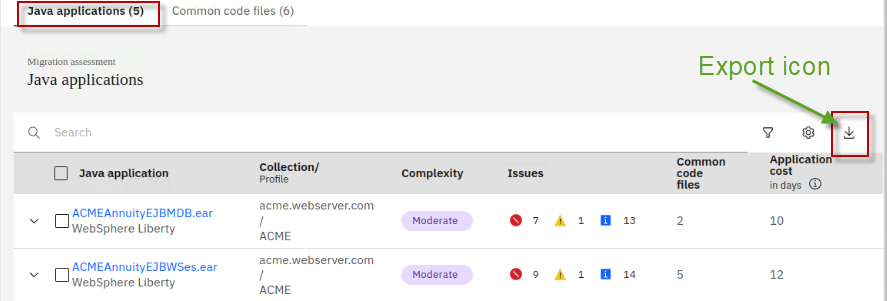 Java applications (5)
Common code files (6)
Export icon
Migration assessment
Java applications
Search
Java application
Collection/
Profile
Complexity
Issues
Common
code
files
Application
cost
in days
ACMEAnnuityEJBMDB.ear
WebSphere Liberty
acme.webserver.com
/
ACME
Moderate
7
1
13
2
10
ACMEAnnuityEJBWSes.ear
WebSphere Liberty
acme.webserver.com
/
ACME
Moderate
9
1
14
5
12